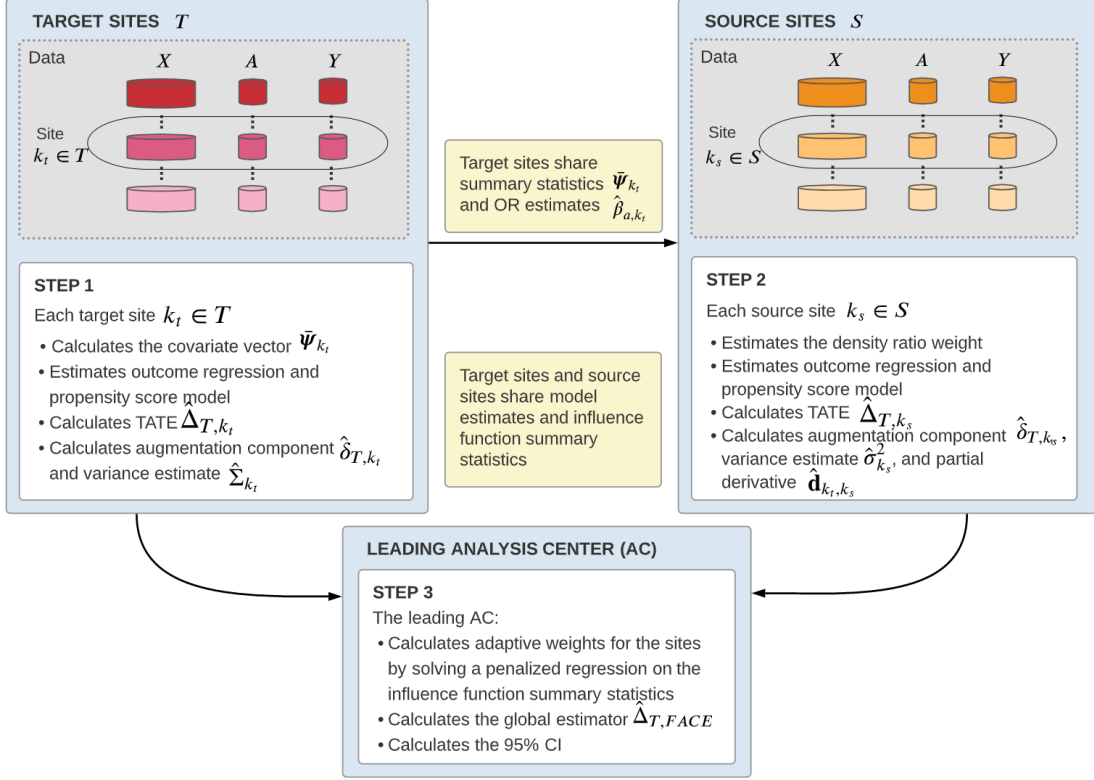 TARGET SITES T
Data
X A Y
Site
k_t ∈ T
STEP 1
Each target site k_t ∈ T
• Calculates the covariate vector ψ̄_{k_t}
• Estimates outcome regression and
propensity score model
• Calculates TATE Δ̂_{T,k_t}
• Calculates augmentation component δ̂_{T,k_t}
and variance estimate Σ̂_{k_t}
Target sites share
summary statistics ψ̄_{k_t}
and OR estimates β̂_{a,k_t}
Target sites and source
sites share model
estimates and influence
function summary
statistics
SOURCE SITES S
Data
X A Y
Site
k_s ∈ S
STEP 2
Each source site k_s ∈ S
• Estimates the density ratio weight
• Estimates outcome regression and
propensity score model
• Calculates TATE Δ̂_{T,k_s}
• Calculates augmentation component δ̂_{T,k_s},
variance estimate σ̂²_{k_s}, and partial
derivative d̂_{k_t,k_s}
LEADING ANALYSIS CENTER (AC)
STEP 3
The leading AC:
• Calculates adaptive weights for the sites
by solving a penalized regression on the
influence function summary statistics
• Calculates the global estimator Δ̂_{T,FACE}
• Calculates the 95% CI